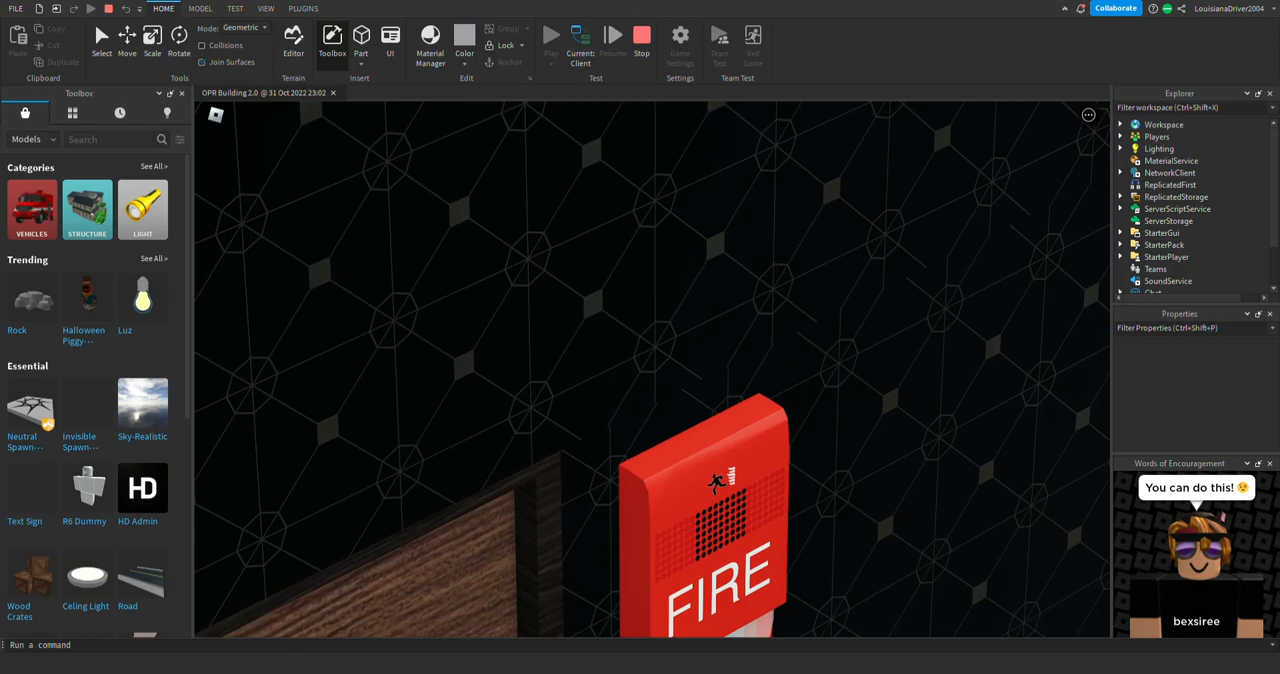 FILE
HOME
MODEL
TEST
VIEW
PLUGINS
Collaborate
LouisianaDriver2004
Paste
Copy
Cut
Duplicate
Clipboard
Select
Move
Scale
Rotate
Mode: Geometric
Collisions
Join Surfaces
Tools
Editor
Terrain
Toolbox
Part
UI
Insert
Material Manager
Color
Group
Lock
Anchor
Edit
Play
Current: Client
Resume
Stop
Test
Game Settings
Settings
Team Test
Exit Game
Team Test
Toolbox
Models
Search
Categories
See All >
VEHICLES
STRUCTURE
LIGHT
Trending
See All >
Rock
Halloween Piggy···
Luz
Essential
Neutral Spawn···
Invisible Spawn···
Sky-Realistic
Text Sign
R6 Dummy
HD
HD Admin
Wood Crates
Celing Light
Road
OPR Building 2.0 @ 31 Oct 2022 23:02
FIRE
Explorer
Filter workspace (Ctrl+Shift+X)
Workspace
Players
Lighting
MaterialService
NetworkClient
ReplicatedFirst
ReplicatedStorage
ServerScriptService
ServerStorage
StarterGui
StarterPack
StarterPlayer
Teams
SoundService
Chat
Properties
Filter Properties (Ctrl+Shift+P)
Words of Encouragement
You can do this! 😉
bexsiree
Run a command